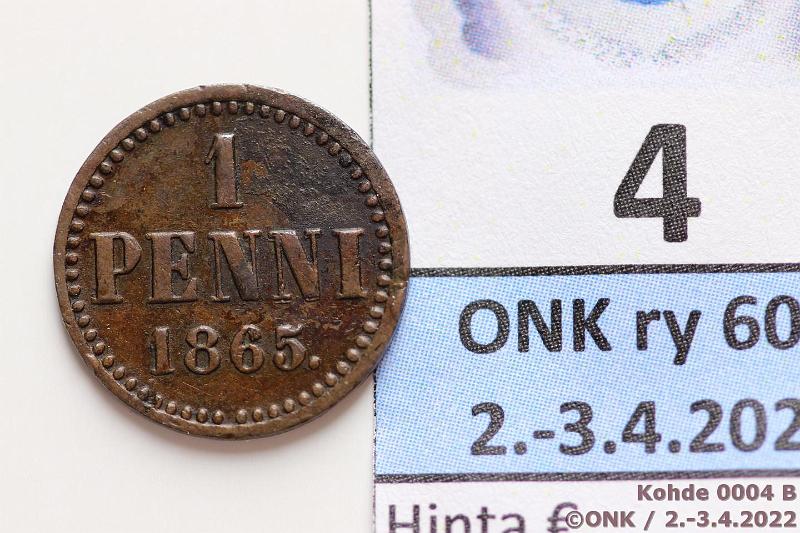 1
PENNI
1865.
4
ONK ry 60
2.-3.4.202
Hinta €
Kohde 0004 B
©ONK / 2.-3.4.2022